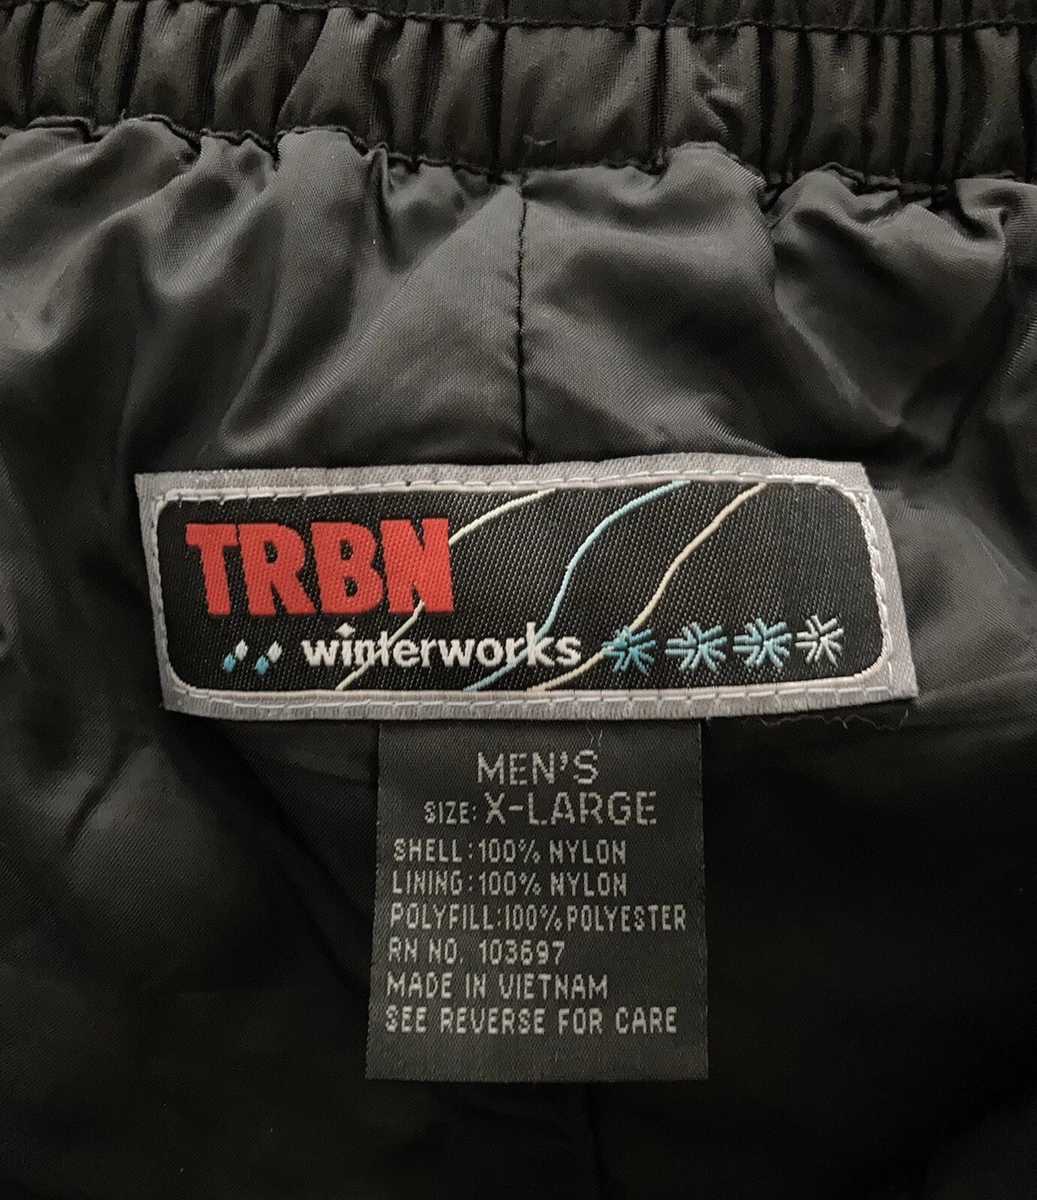 TRBN
winterworks
MEN'S
SIZE: X-LARGE
SHELL: 100% NYLON
LINING: 100% NYLON
POLYFILL: 100% POLYESTER
RN NO. 103697
MADE IN VIETNAM
SEE REVERSE FOR CARE